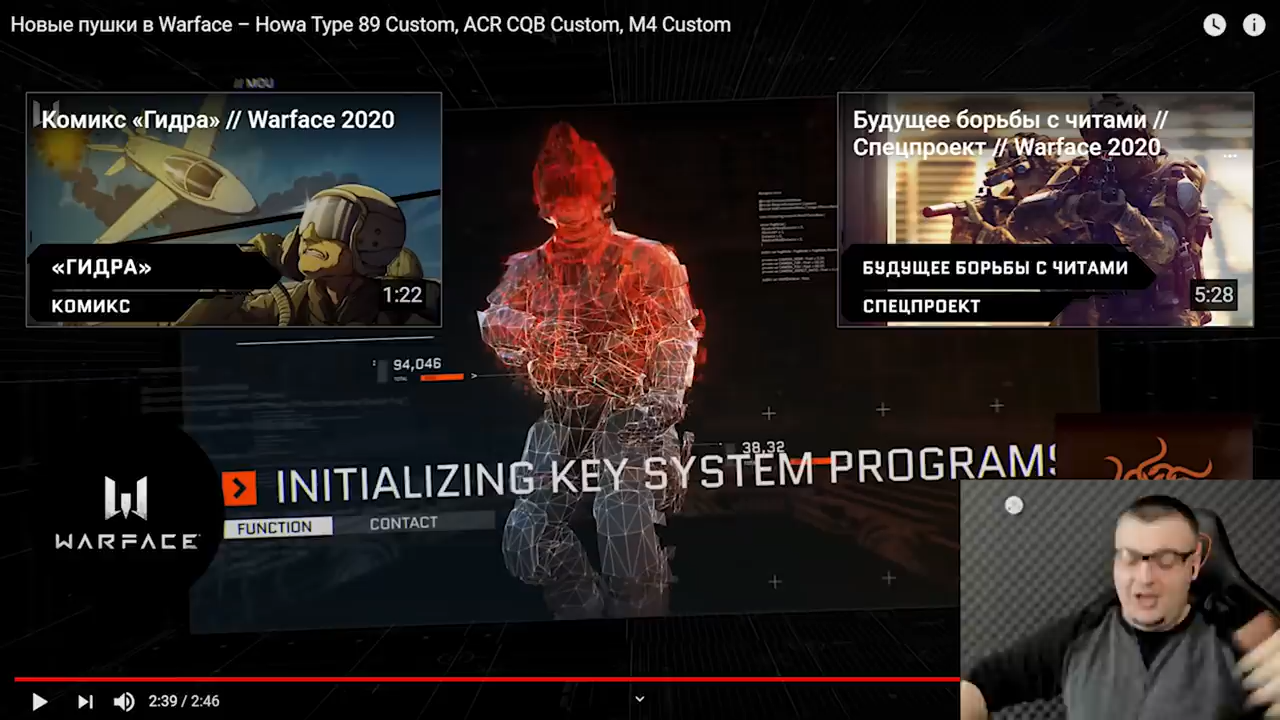 Новые пушки в Warface – Howa Type 89 Custom, ACR CQB Custom, M4 Custom
// MOU
Комикс «Гидра» // Warface 2020
«ГИДРА»
КОМИКС
1:22
Будущее борьбы с читами //
Спецпроект // Warface 2020
БУДУЩЕЕ БОРЬБЫ С ЧИТАМИ
СПЕЦПРОЕКТ
5:28
94,046
TOTAL
38,32
INITIALIZING KEY SYSTEM PROGRAMS
FUNCTION
CONTACT
WARFACE
2:39 / 2:46